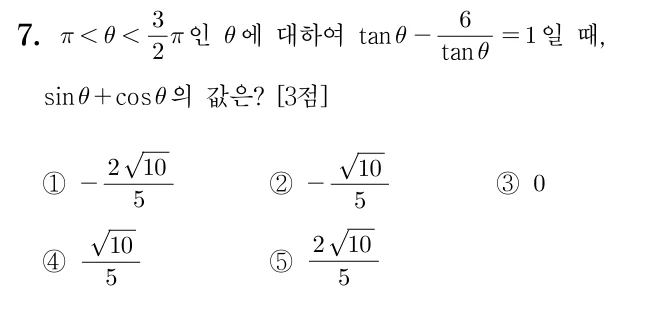 7. π < θ < 3/2 π 인 θ에 대하여 tanθ − 6/tanθ = 1일 때,
sinθ + cosθ의 값은? [3점]
① −2√10/5 ② −√10/5 ③ 0
④ √10/5 ⑤ 2√10/5